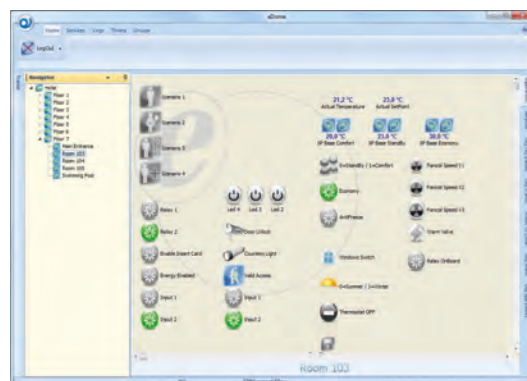 aDome
Home Services Logs Timers Groups
LogOut
Navigator
Hotel
Floor 1
Floor 2
Floor 3
Floor 4
Floor 5
Floor 6
Floor 7
Main Entrance
Room 103
Room 104
Room 105
Swimming Pool
Scenario 1
Scenario 2
Scenario 3
Scenario 4
Relay 1
Relay 2
Enable Insert Card
Energy Enabled
Input 1
Input 2
Led 4 Led 3 Led 2
Door Unlock
Courtesy Light
Valid Access
Input 1
Input 2
21,2 °C 23,0 °C
Actual Temperature Actual SetPoint
20,0 °C 23,0 °C 30,0 °C
SP Base Comfort SP Base Standby SP Base Economy
0=Standby / 1=Comfort
Economy
AntiFreeze
Windows Switch
0=Summer / 1=Winter
Thermostat OFF
Fancoil Speed V1
Fancoil Speed V2
Fancoil Speed V3
Warm Valve
Relay OnBoard
Room 103